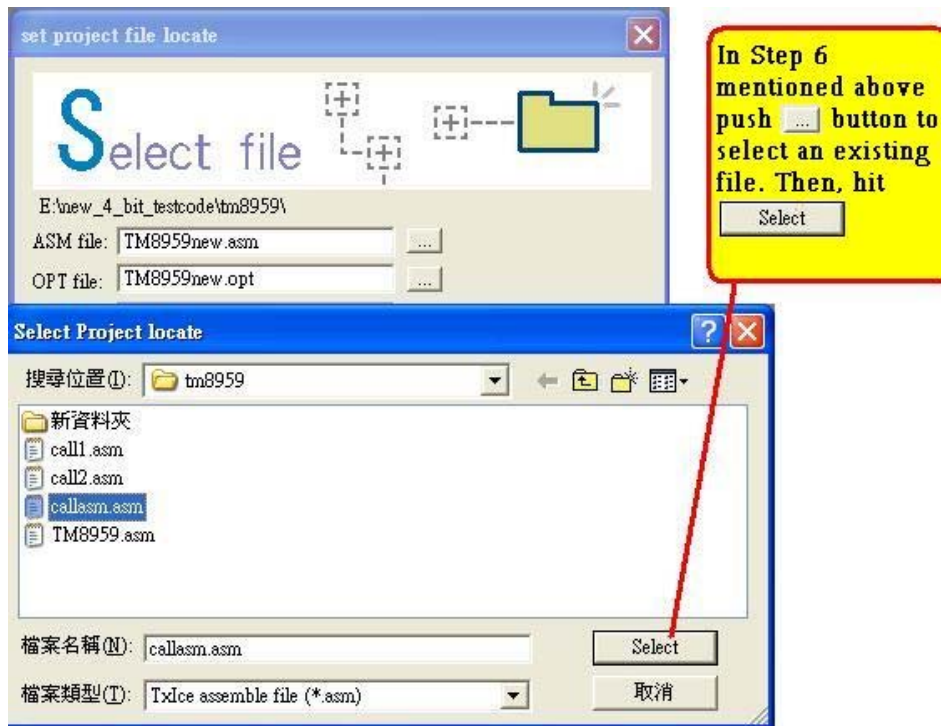 set project file locate
Select file
E:\new_4_bit_testcode\tm8959\
ASM file: TM8959new.asm ...
OPT file: TM8959new.opt ...
In Step 6
mentioned above
push ... button to
select an existing
file. Then, hit
Select
Select Project locate
搜尋位置(I): tm8959
新資料夾
call1.asm
call2.asm
callasm.asm
TM8959.asm
檔案名稱(N): callasm.asm Select
檔案類型(T): TxIce assemble file (*.asm) 取消